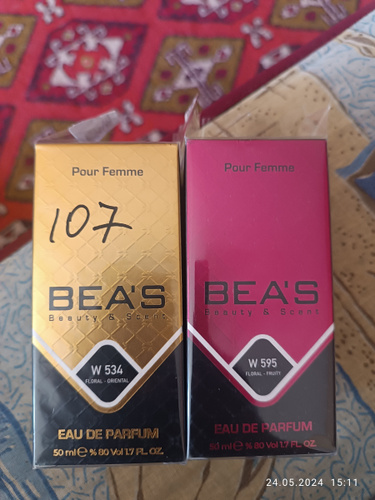 Pour Femme
107
BEA'S
Beauty & Scent
W 534
FLORAL - ORIENTAL
EAU DE PARFUM
50 ml e % 80 Vol 1.7 FL. OZ.
Pour Femme
BEA'S
Beauty & Scent
W 595
FLORAL - FRUITY
EAU DE PARFUM
50 ml e % 80 Vol 1.7 FL. OZ.
24.05.2024 15:11